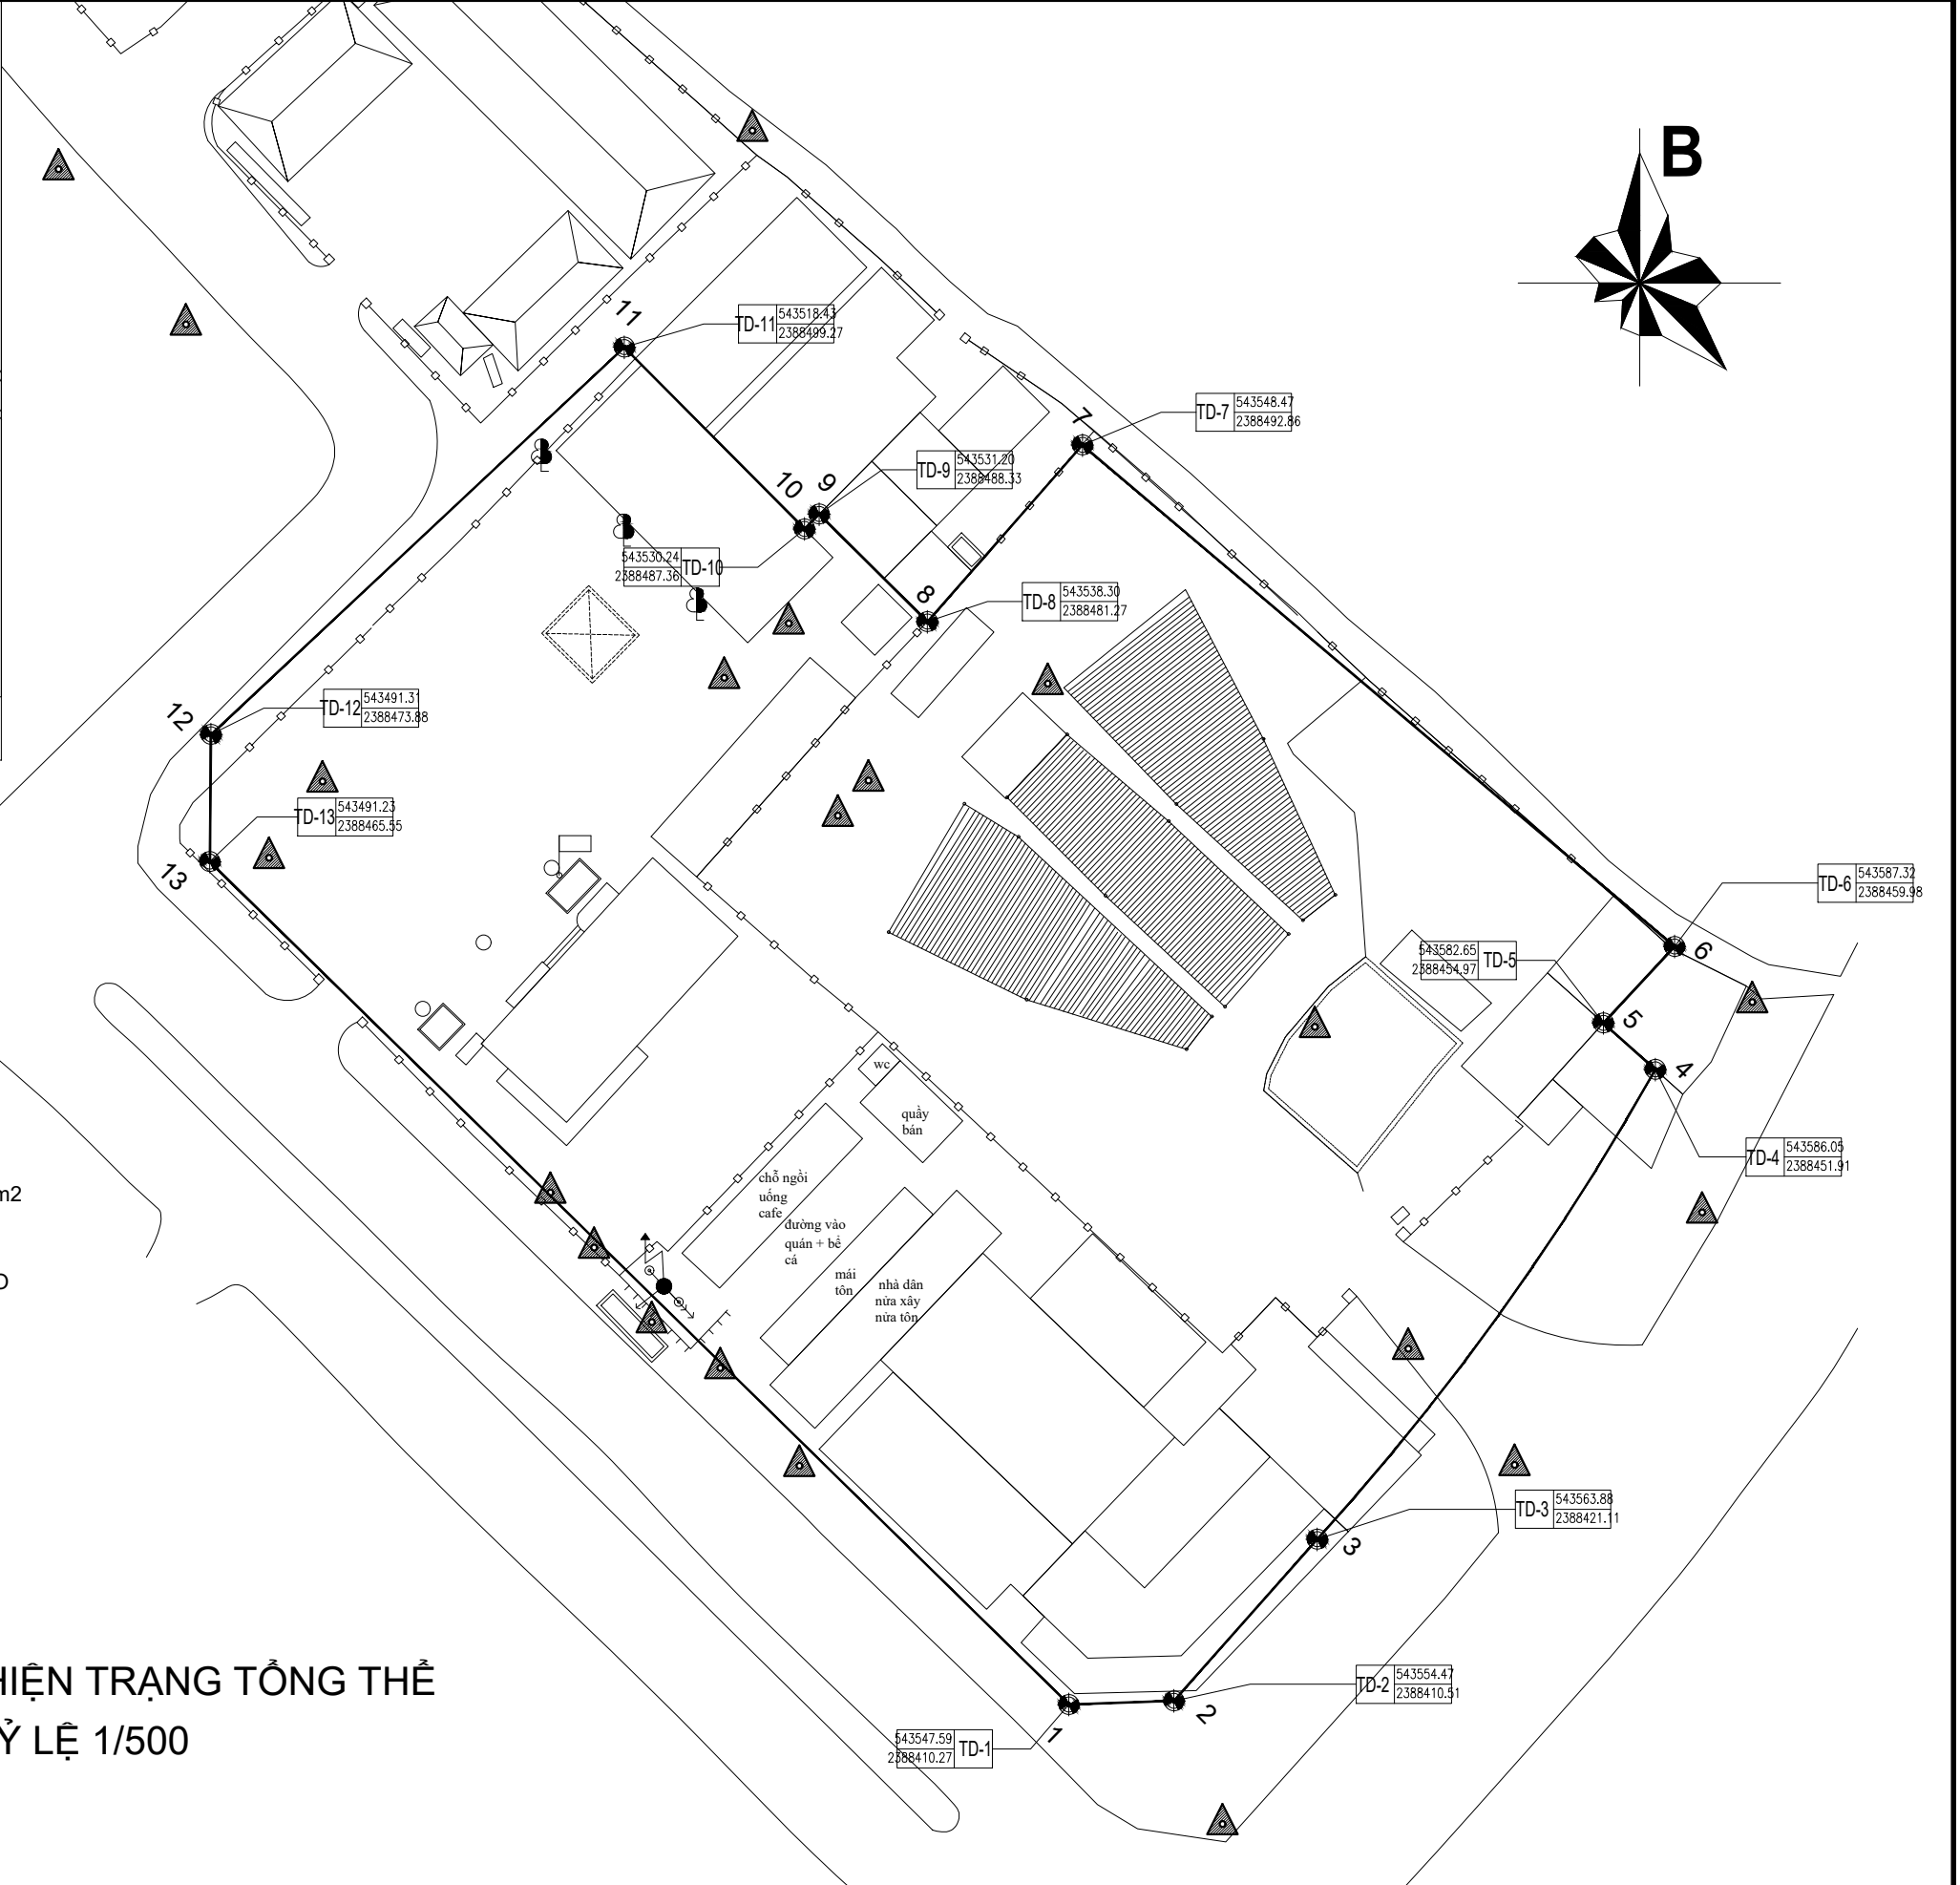 B
11
TD-11
543518.43
2388499.27
7
TD-7
543548.47
2388492.86
10
9
TD-9
543531.20
2388488.33
543530.24
2388487.36
TD-10
8
TD-8
543538.30
2388481.27
12
TD-12
543491.31
2388473.88
TD-13
543491.23
2388465.55
13
TD-6
543587.32
2388459.98
6
543582.65
2388454.97
TD-5
5
4
TD-4
543586.05
2388451.91
wc
quầy
bán
chỗ ngồi
uống
cafe
đường vào
quán + bể
cá
mái
tôn
nhà dân
nửa xây
nửa tôn
m2
TD-3
543563.88
2388421.11
3
HIỆN TRẠNG TỔNG THỂ
Ỷ LỆ 1/500
TD-2
543554.47
2388410.51
2
1
543547.59
2388410.27
TD-1